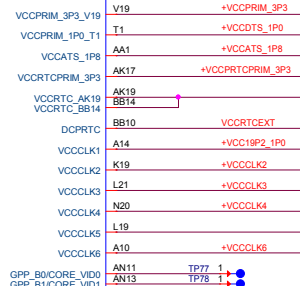 VCCPRIM_3P3_V19 V19 +VCCPRIM_3P3
VCCPRIM_1P0_T1 T1 +VCCDTS_1P0
VCCATS_1P8 AA1 +VCCATS_1P8
VCCRTCPRIM_3P3 AK17 +VCCPRTCPRIM_3P3
VCCRTC_AK19 AK19
VCCRTC_BB14 BB14
DCPRTC BB10 VCCRTCEXT
VCCCLK1 A14 +VCC19P2_1P0
VCCCLK2 K19 +VCCCLK2
VCCCLK3 L21 +VCCCLK3
VCCCLK4 N20 +VCCCLK4
VCCCLK5 L19
VCCCLK6 A10 +VCCCLK6
GPP_B0/CORE_VID0 AN11 TP77 1
GPP_B1/CORE_VID1 AN13 TP78 1